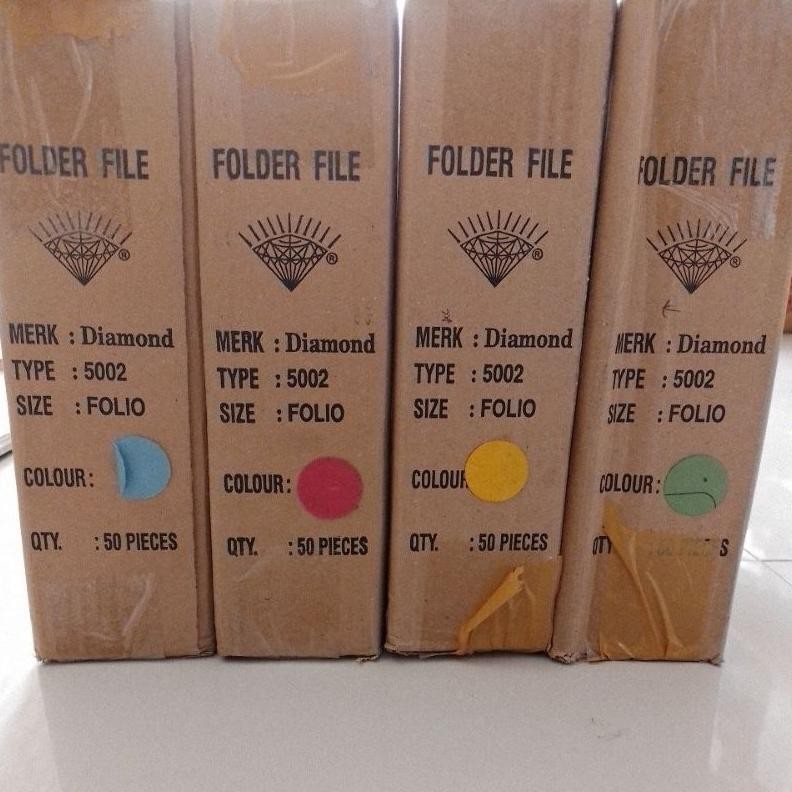 FOLDER FILE
®
MERK : Diamond
TYPE : 5002
SIZE : FOLIO
COLOUR:
QTY. : 50 PIECES
FOLDER FILE
®
MERK : Diamond
TYPE : 5002
SIZE : FOLIO
COLOUR:
QTY. : 50 PIECES
FOLDER FILE
®
MERK : Diamond
TYPE : 5002
SIZE : FOLIO
COLOUR
QTY. : 50 PIECES
FOLDER FILE
®
MERK : Diamond
TYPE : 5002
SIZE : FOLIO
COLOUR: